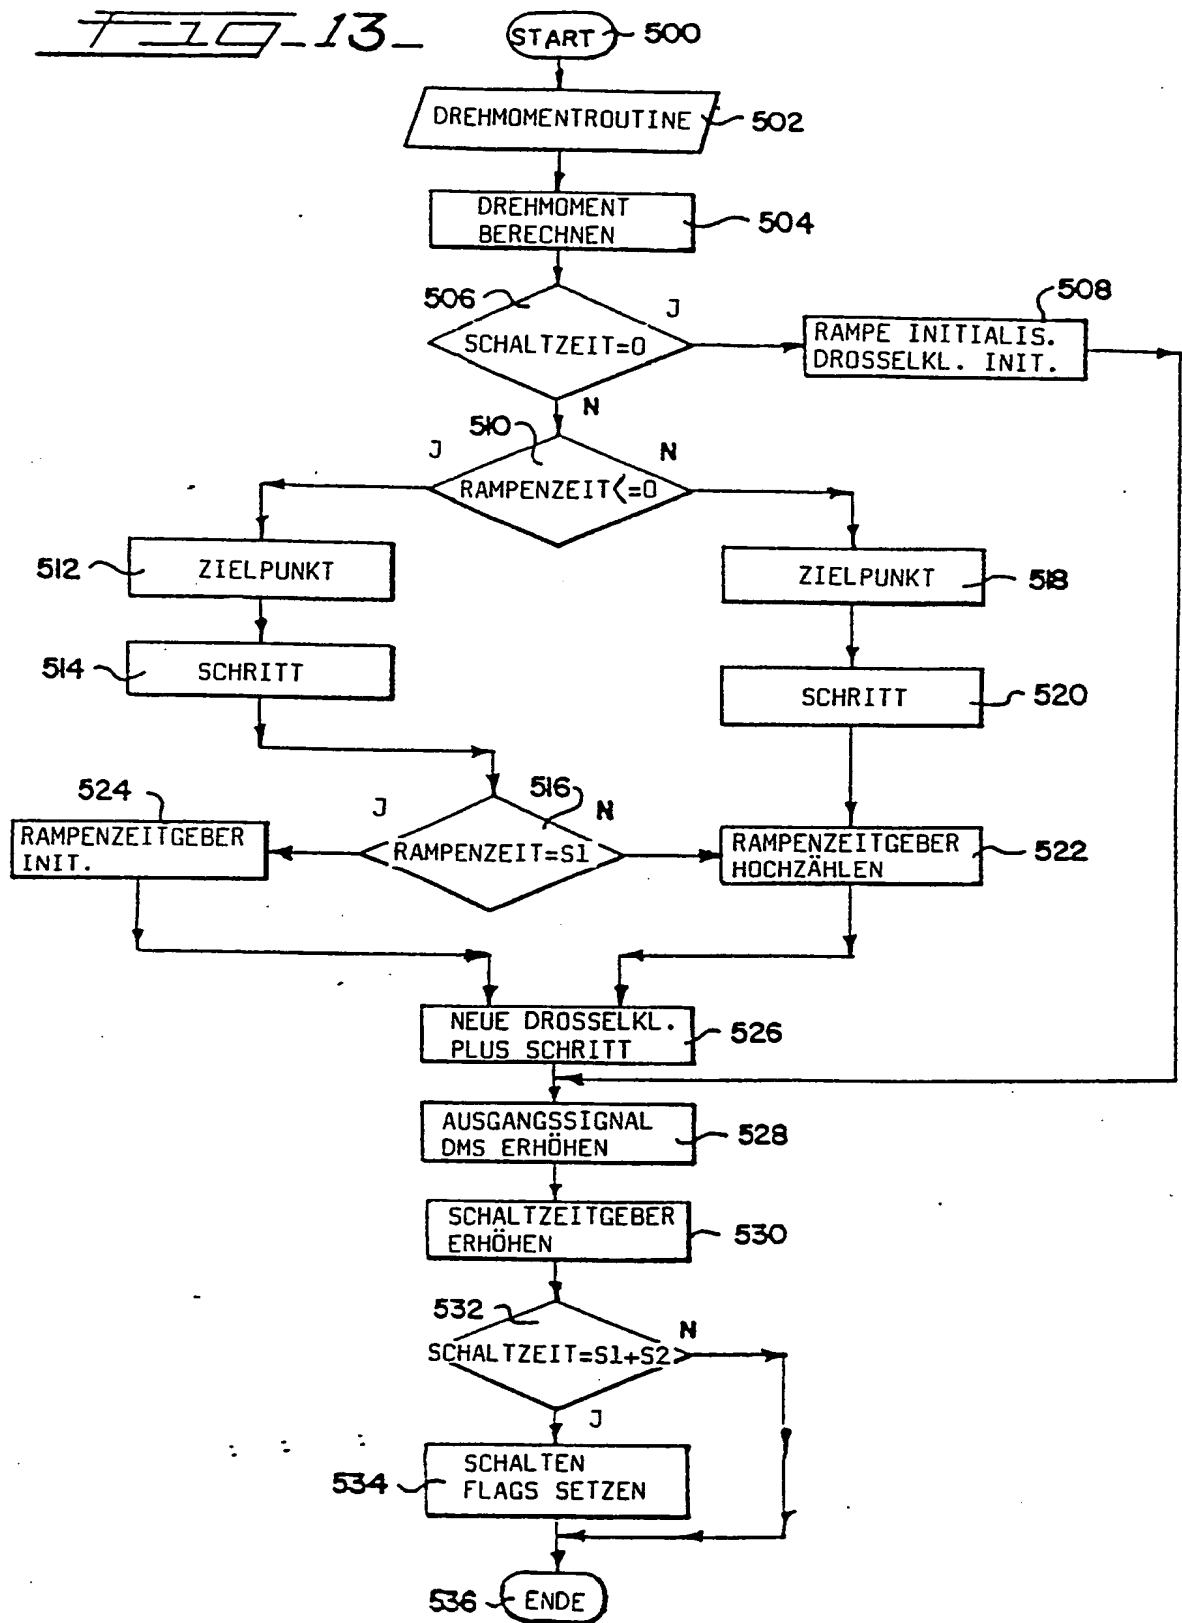 Fig-13-
START
500
DREHMOMENTROUTINE
502
DREHMOMENT
BERECHNEN
504
506
J
508
SCHALTZEIT=0
RAMPE INITIALIS.
DROSSELKL. INIT.
N
510
J
N
RAMPENZEIT<=0
512
ZIELPUNKT
ZIELPUNKT
518
514
SCHRITT
SCHRITT
520
524
J
516
N
RAMPENZEITGEBER
INIT.
RAMPENZEIT=S1
RAMPENZEITGEBER
HOCHZÄHLEN
522
NEUE DROSSELKL.
PLUS SCHRITT
526
AUSGANGSSIGNAL
DMS ERHÖHEN
528
SCHALTZEITGEBER
ERHÖHEN
530
532
N
SCHALTZEIT=S1+S2
J
534
SCHALTEN
FLAGS SETZEN
536
ENDE